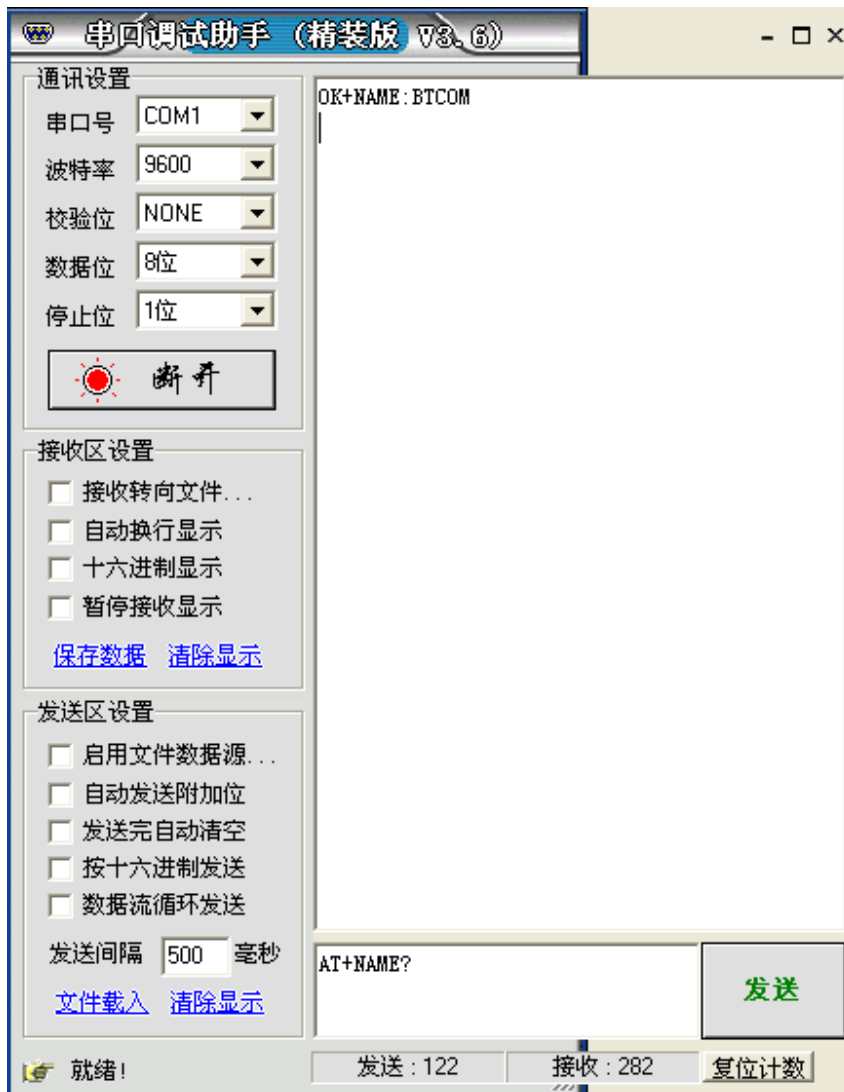 串口调试助手 (精装版 V3.6)
通讯设置
串口号 COM1
波特率 9600
校验位 NONE
数据位 8位
停止位 1位
断开
接收区设置
接收转向文件...
自动换行显示
十六进制显示
暂停接收显示
保存数据 清除显示
发送区设置
启用文件数据源...
自动发送附加位
发送完自动清空
按十六进制发送
数据流循环发送
发送间隔 500 毫秒
文件载入 清除显示
就绪!
OK+NAME:BTCOM
AT+NAME?
发送
发送:122 接收:282 复位计数